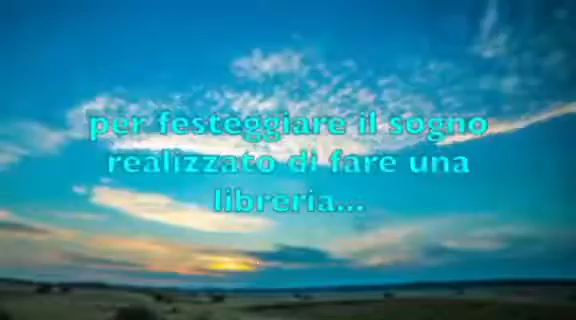 per festeggiare il sogno
realizzato di fare una
libreria...